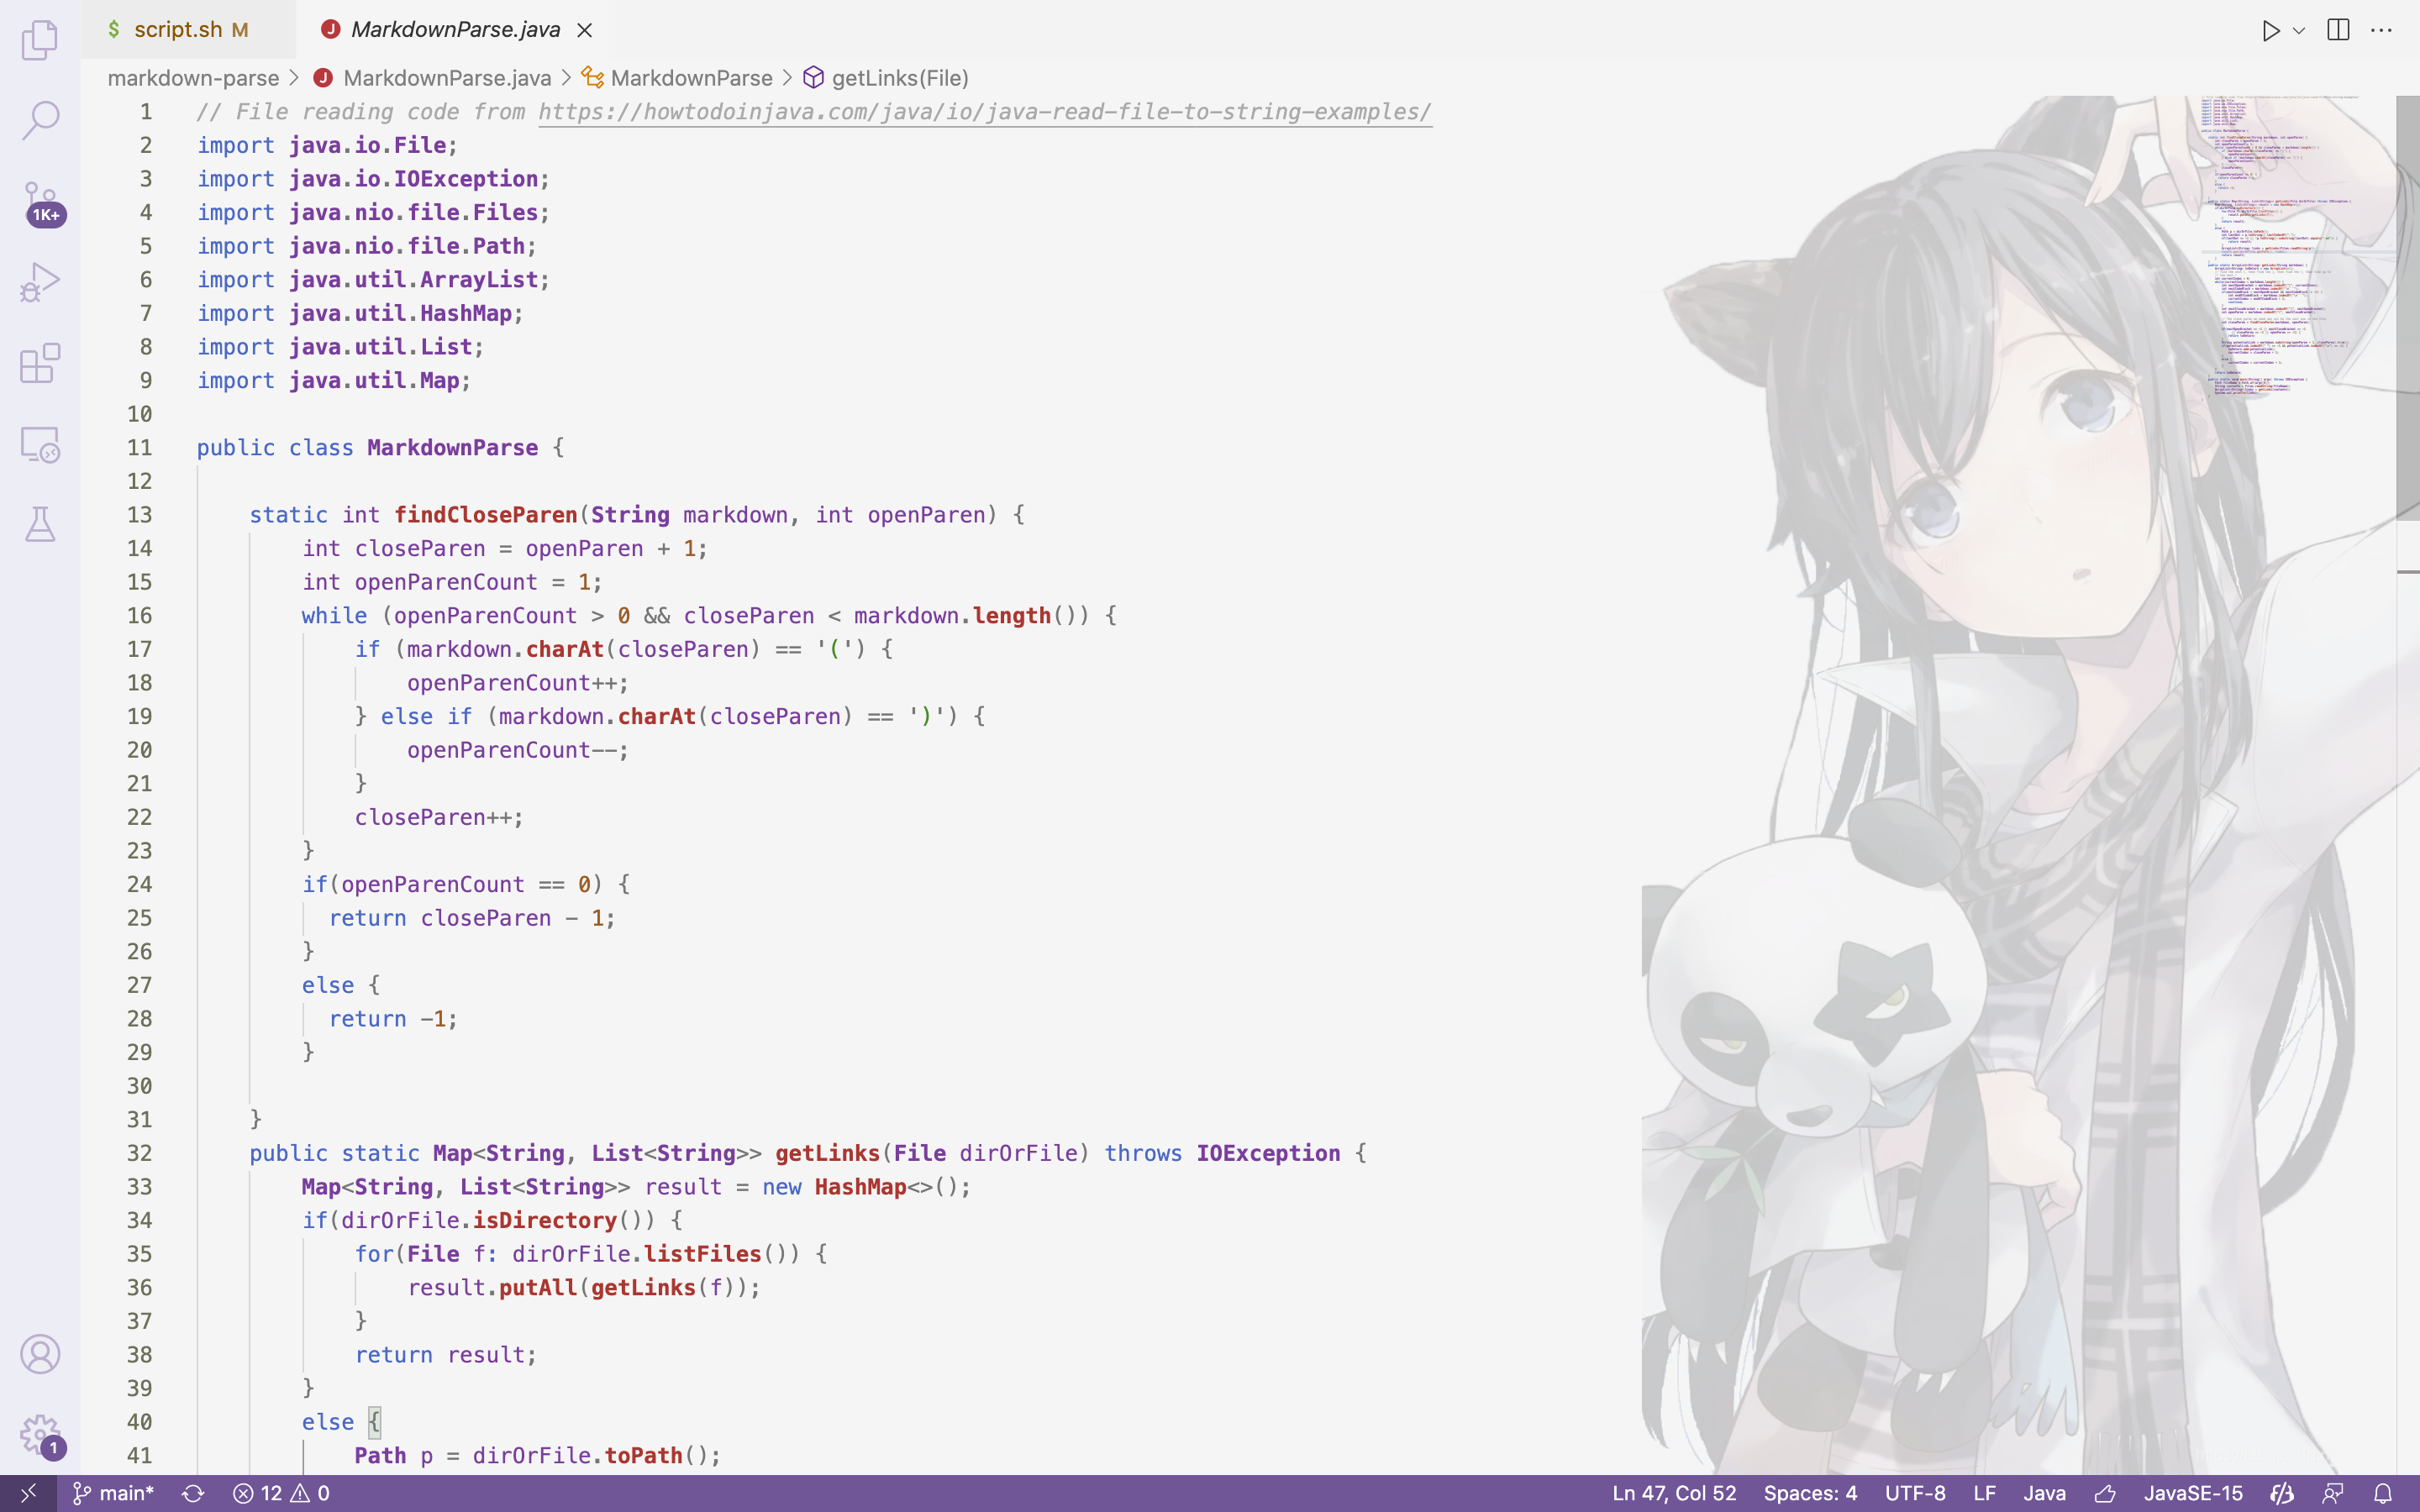 $ script.sh M
J MarkdownParse.java
markdown-parse > J MarkdownParse.java > MarkdownParse > getLinks(File)
1 // File reading code from https://howtodoinjava.com/java/io/java-read-file-to-string-examples/
2 import java.io.File;
3 import java.io.IOException;
4 import java.nio.file.Files;
5 import java.nio.file.Path;
6 import java.util.ArrayList;
7 import java.util.HashMap;
8 import java.util.List;
9 import java.util.Map;
10
11 public class MarkdownParse {
12
13 static int findCloseParen(String markdown, int openParen) {
14 int closeParen = openParen + 1;
15 int openParenCount = 1;
16 while (openParenCount > 0 && closeParen < markdown.length()) {
17 if (markdown.charAt(closeParen) == '(') {
18 openParenCount++;
19 } else if (markdown.charAt(closeParen) == ')') {
20 openParenCount--;
21 }
22 closeParen++;
23 }
24 if(openParenCount == 0) {
25 return closeParen - 1;
26 }
27 else {
28 return -1;
29 }
30
31 }
32 public static Map<String, List<String>> getLinks(File dirOrFile) throws IOException {
33 Map<String, List<String>> result = new HashMap<>();
34 if(dirOrFile.isDirectory()) {
35 for(File f: dirOrFile.listFiles()) {
36 result.putAll(getLinks(f));
37 }
38 return result;
39 }
40 else {
41 Path p = dirOrFile.toPath();
1K+
1
main* 12 0
Ln 47, Col 52 Spaces: 4 UTF-8 LF Java JavaSE-15